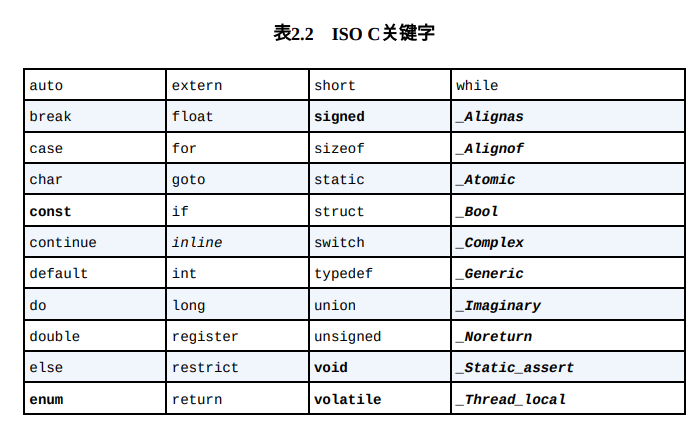 表2.2 ISO C关键字
auto extern short while
break float signed _Alignas
case for sizeof _Alignof
char goto static _Atomic
const if struct _Bool
continue inline switch _Complex
default int typedef _Generic
do long union _Imaginary
double register unsigned _Noreturn
else restrict void _Static_assert
enum return volatile _Thread_local